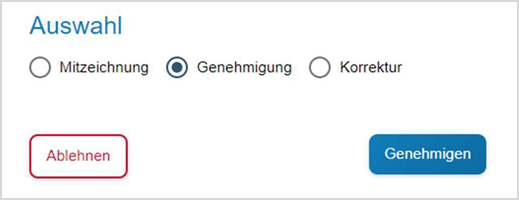 Auswahl
Mitzeichnung Genehmigung Korrektur
Ablehnen Genehmigen